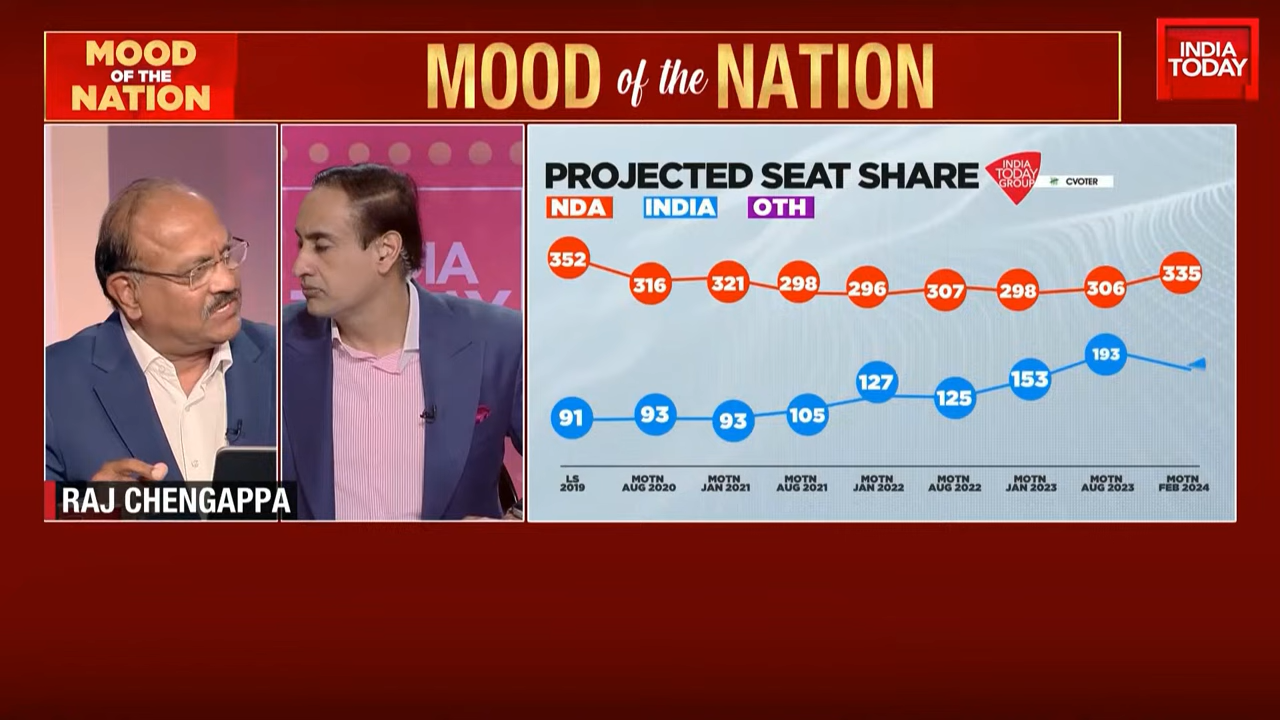 MOOD
OF THE
NATION
MOOD of the NATION
INDIA
TODAY
PROJECTED SEAT SHARE
INDIA
TODAY
GROUP
CVOTER
NDA INDIA OTH
352 316 321 298 296 307 298 306 335
91 93 93 105 127 125 153 193
LS MOTN MOTN MOTN MOTN MOTN MOTN MOTN MOTN
2019 AUG 2020 JAN 2021 AUG 2021 JAN 2022 AUG 2022 JAN 2023 AUG 2023 FEB 2024
RAJ CHENGAPPA